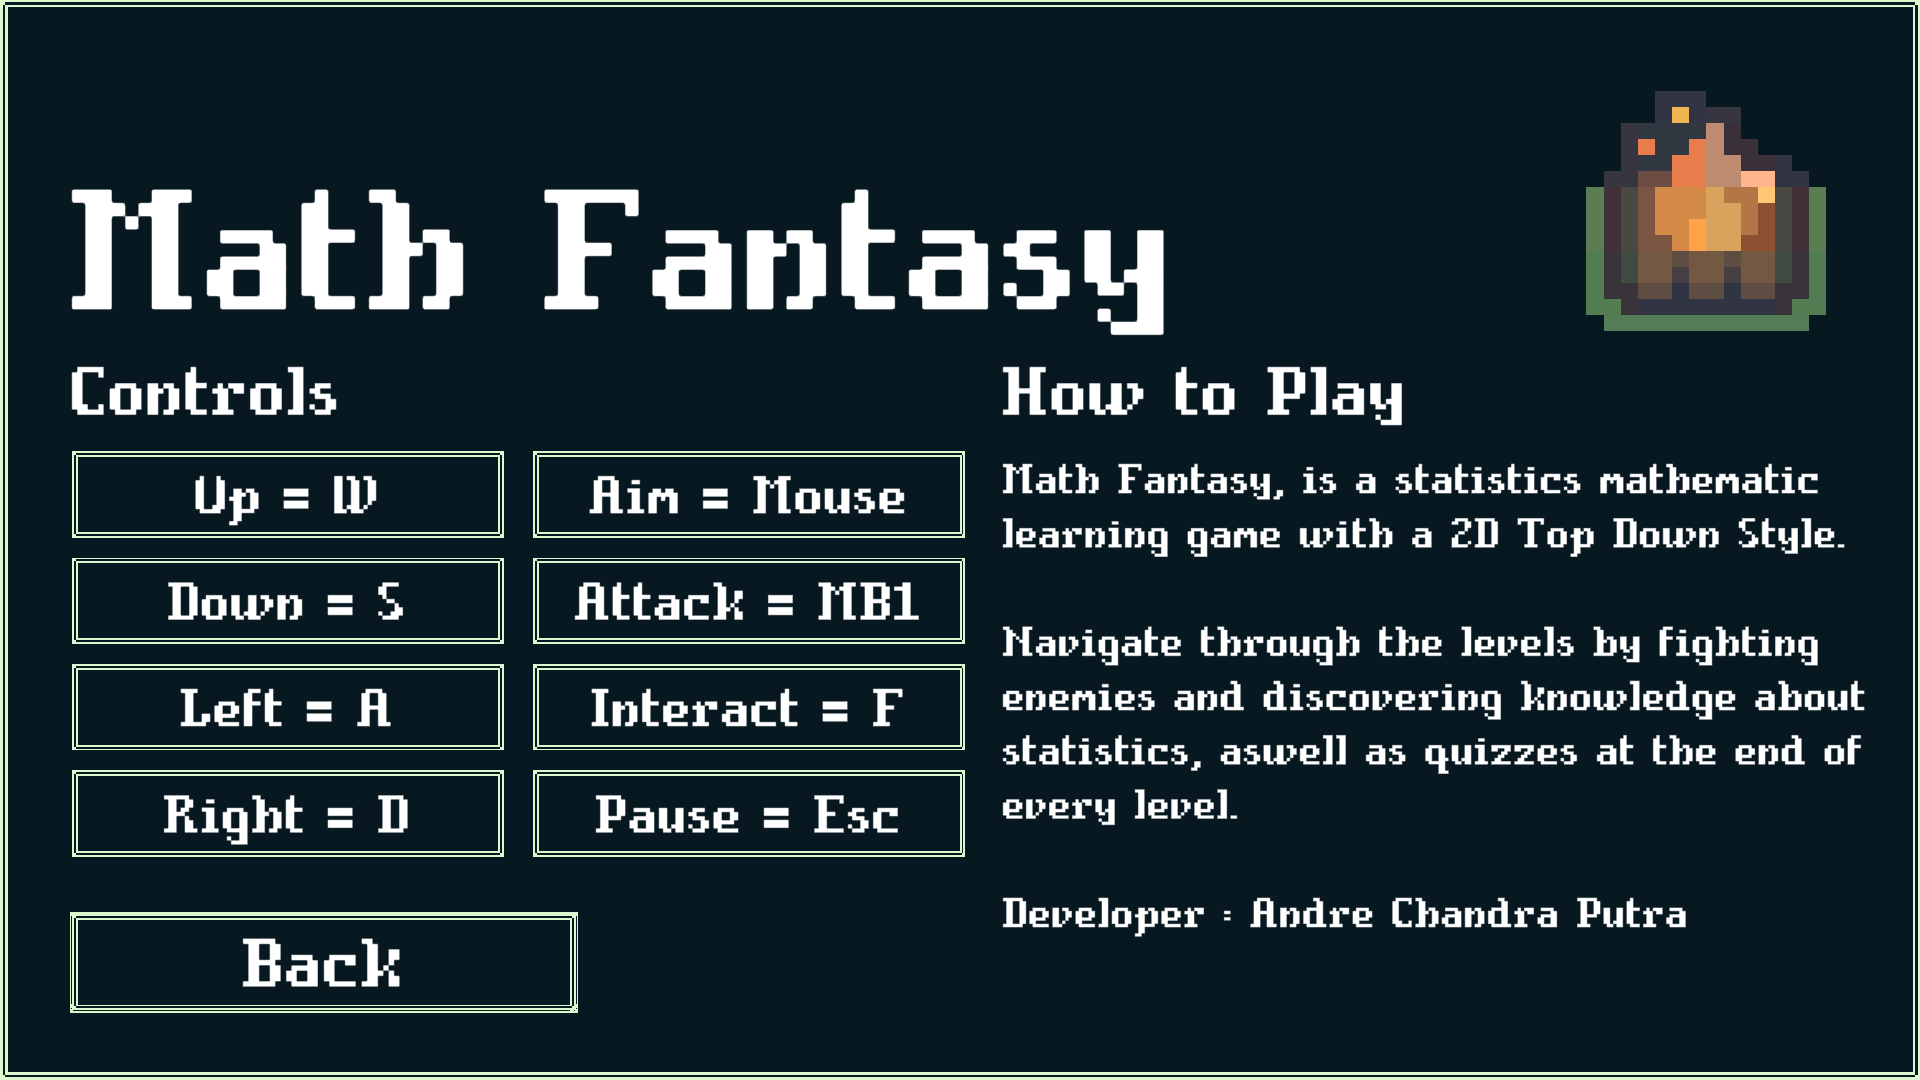 Math Fantasy
Controls
Up = W
Aim = Mouse
Down = S
Attack = MB1
Left = A
Interact = F
Right = D
Pause = Esc
Back
How to Play
Math Fantasy, is a statistics mathematic
learning game with a 2D Top Down Style.
Navigate through the levels by fighting
enemies and discovering knowledge about
statistics, aswell as quizzes at the end of
every level.
Developer : Andre Chandra Putra